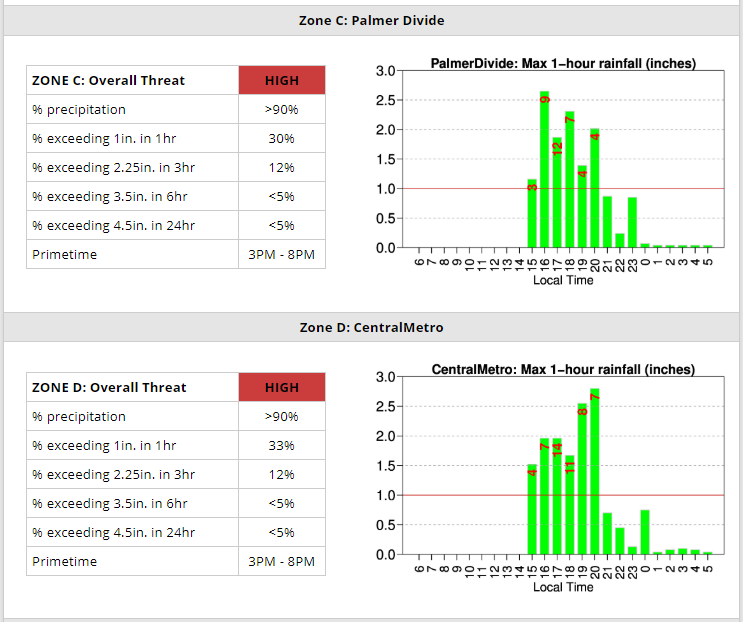 Zone C: Palmer Divide
ZONE C: Overall Threat HIGH
% precipitation >90%
% exceeding 1in. in 1hr 30%
% exceeding 2.25in. in 3hr 12%
% exceeding 3.5in. in 6hr <5%
% exceeding 4.5in. in 24hr <5%
Primetime 3PM - 8PM
PalmerDivide: Max 1−hour rainfall (inches)
3.0
2.5
2.0
1.5
1.0
0.5
0.0
3 9 12 7 4 4
6 7 8 9 10 11 12 13 14 15 16 17 18 19 20 21 22 23 0 1 2 3 4 5
Local Time
Zone D: CentralMetro
ZONE D: Overall Threat HIGH
% precipitation >90%
% exceeding 1in. in 1hr 33%
% exceeding 2.25in. in 3hr 12%
% exceeding 3.5in. in 6hr <5%
% exceeding 4.5in. in 24hr <5%
Primetime 3PM - 8PM
CentralMetro: Max 1−hour rainfall (inches)
3.0
2.5
2.0
1.5
1.0
0.5
0.0
4 7 14 11 8 7
6 7 8 9 10 11 12 13 14 15 16 17 18 19 20 21 22 23 0 1 2 3 4 5
Local Time